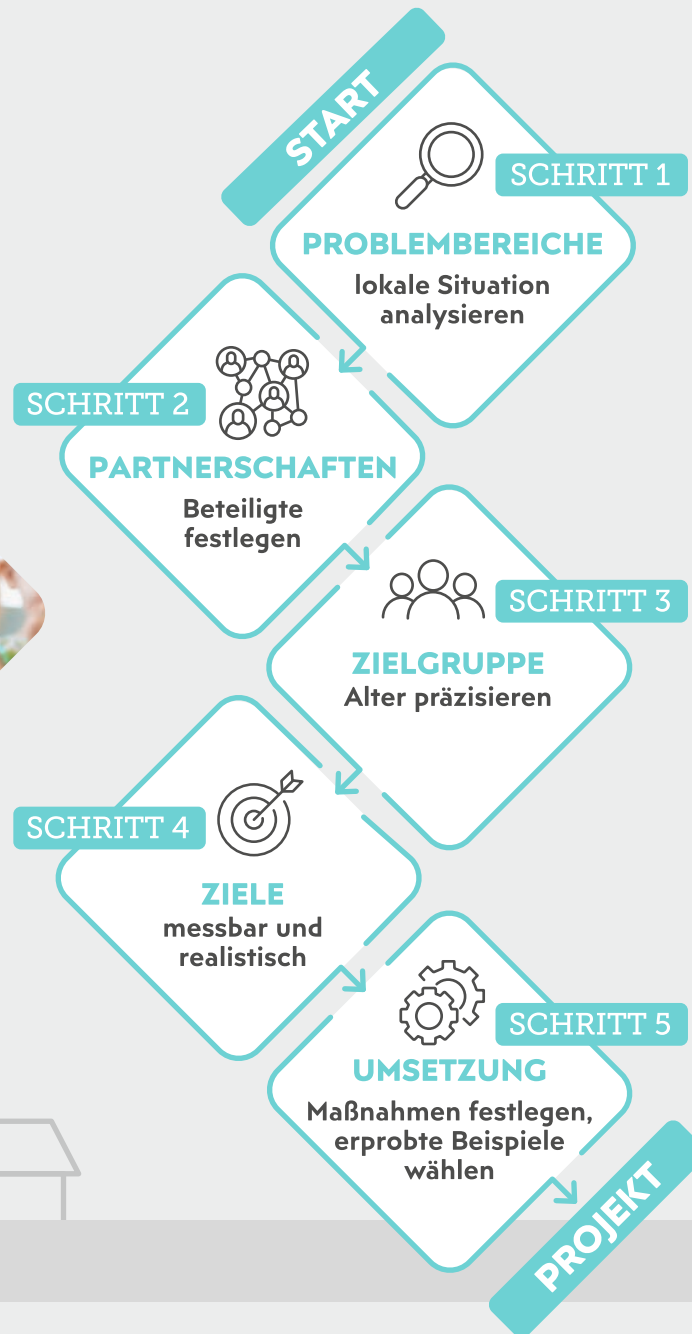 START
SCHRITT 1
PROBLEMBEREICHE
lokale Situation
analysieren
SCHRITT 2
PARTNERSCHAFTEN
Beteiligte
festlegen
SCHRITT 3
ZIELGRUPPE
Alter präzisieren
SCHRITT 4
ZIELE
messbar und
realistisch
SCHRITT 5
UMSETZUNG
Maßnahmen festlegen,
erprobte Beispiele
wählen
PROJEKT